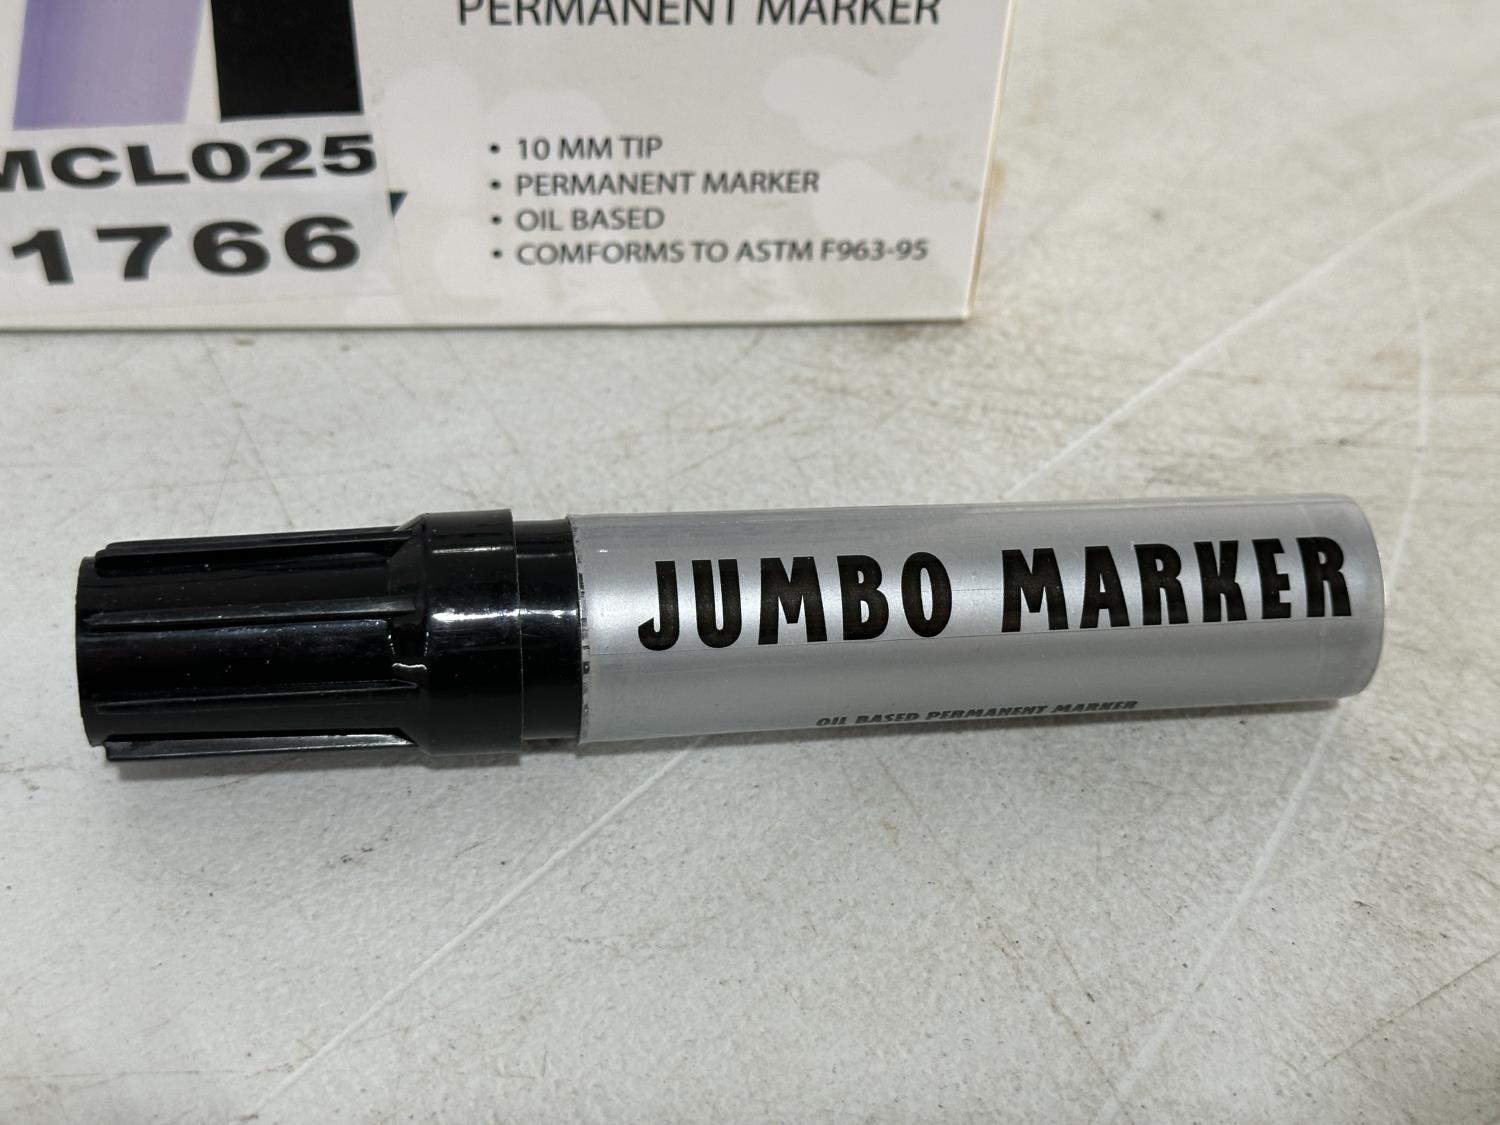 PERMANENT MARKER
MCL025
1766
• 10 MM TIP
• PERMANENT MARKER
• OIL BASED
• COMFORMS TO ASTM F963-95
JUMBO MARKER
OIL BASED PERMANENT MARKER